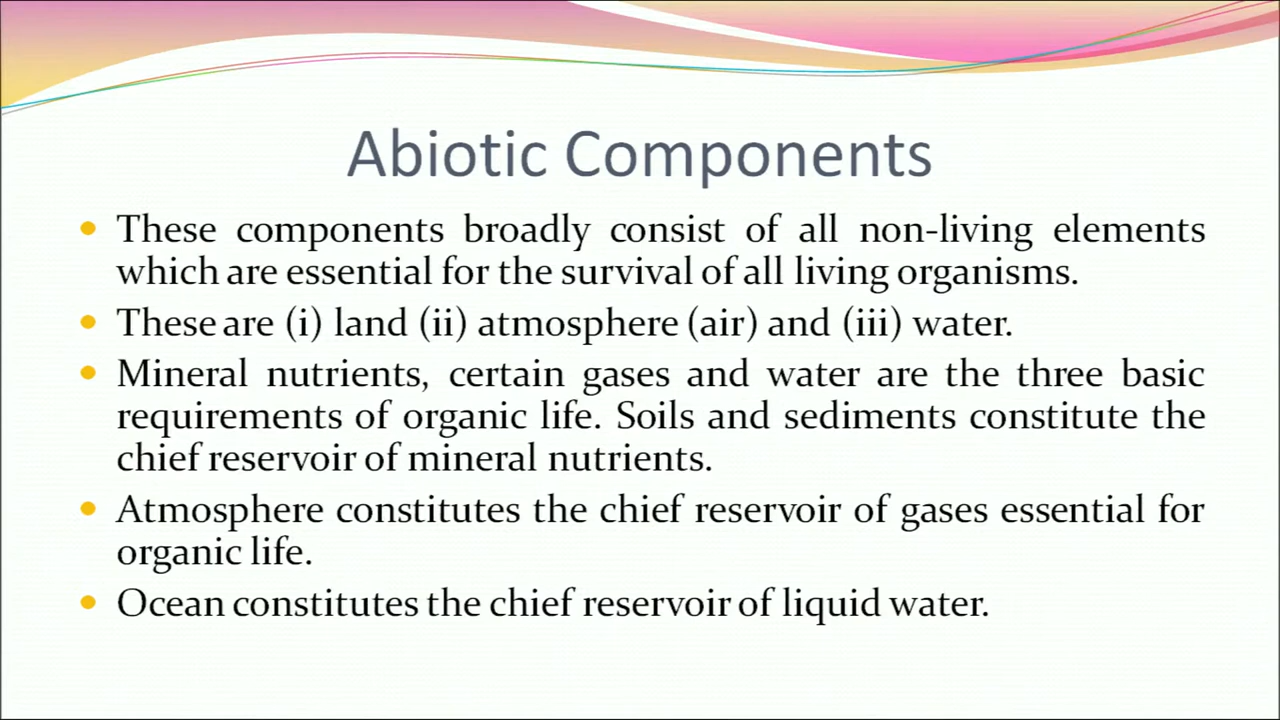 Abiotic Components
• These components broadly consist of all non-living elements
which are essential for the survival of all living organisms.
• These are (i) land (ii) atmosphere (air) and (iii) water.
• Mineral nutrients, certain gases and water are the three basic
requirements of organic life. Soils and sediments constitute the
chief reservoir of mineral nutrients.
• Atmosphere constitutes the chief reservoir of gases essential for
organic life.
• Ocean constitutes the chief reservoir of liquid water.